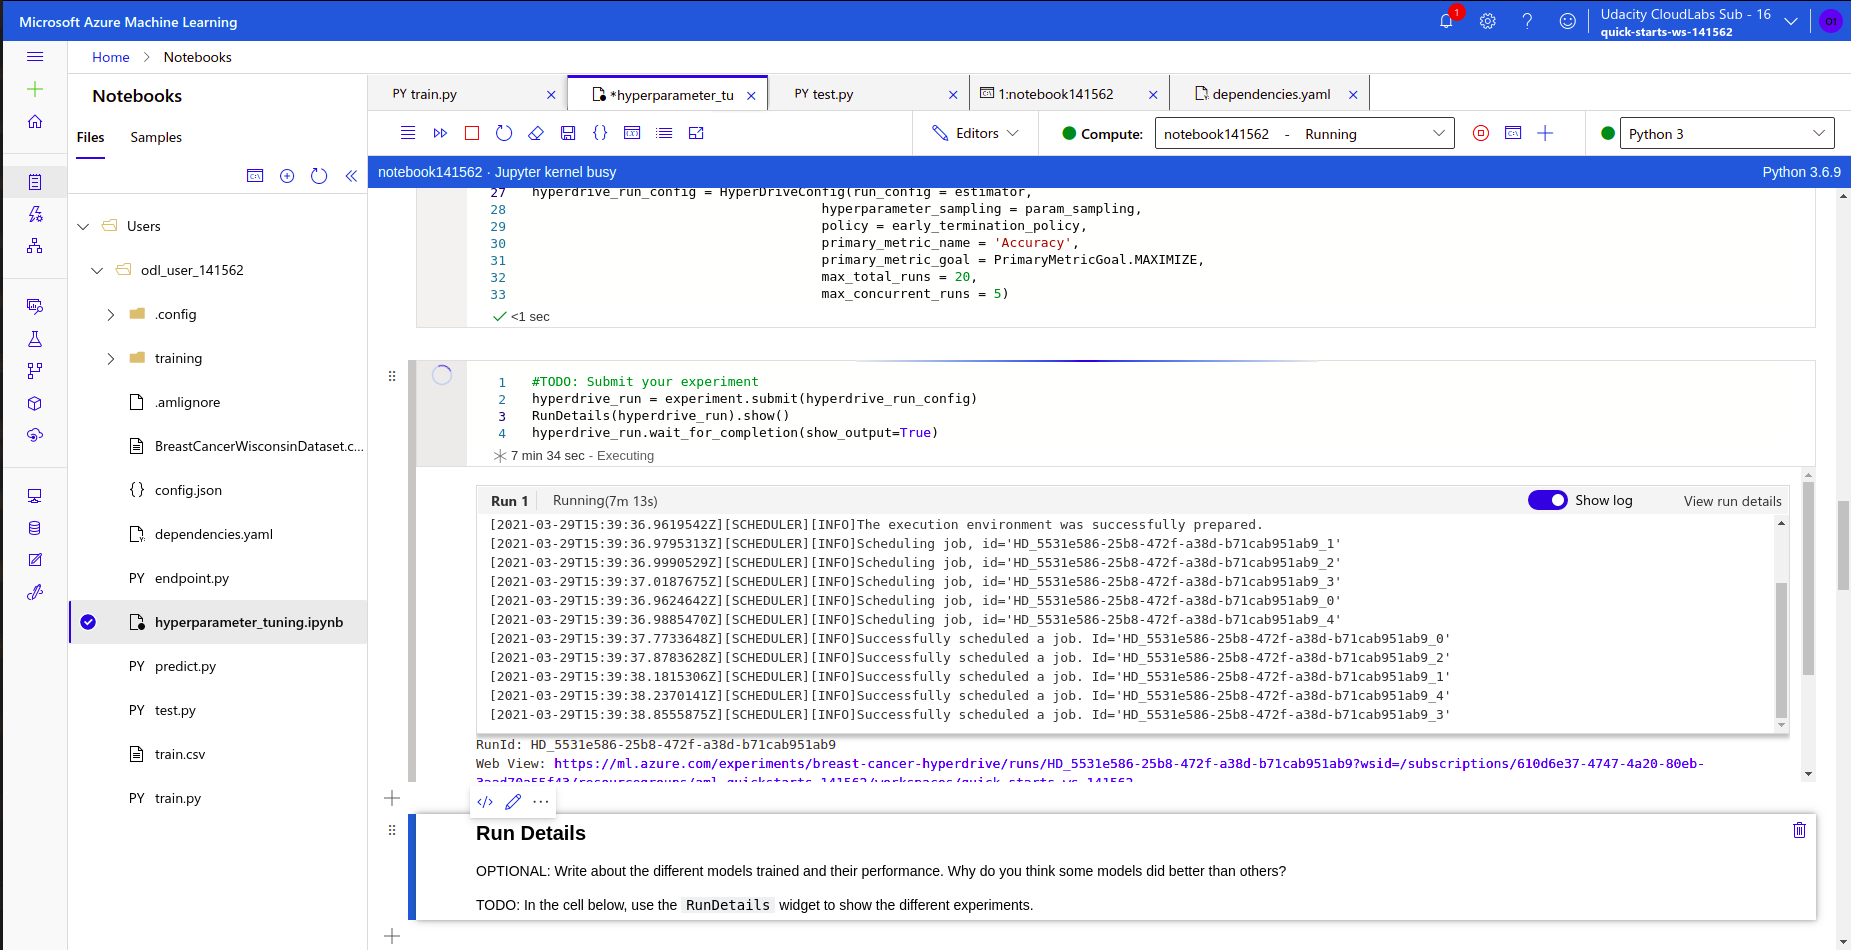 Microsoft Azure Machine Learning
1
Udacity CloudLabs Sub - 16
quick-starts-ws-141562
O1
Home > Notebooks
Notebooks
Files Samples
Users
odl_user_141562
.config
training
.amlignore
BreastCancerWisconsinDataset.c...
{} config.json
dependencies.yaml
PY endpoint.py
hyperparameter_tuning.ipynb
PY predict.py
PY test.py
train.csv
PY train.py
PY train.py
*hyperparameter_tu
PY test.py
1:notebook141562
dependencies.yaml
Editors
Compute: notebook141562 - Running
Python 3
notebook141562 · Jupyter kernel busy
Python 3.6.9
27 hyperdrive_run_config = HyperDriveConfig(run_config = estimator,
28 hyperparameter_sampling = param_sampling,
29 policy = early_termination_policy,
30 primary_metric_name = 'Accuracy',
31 primary_metric_goal = PrimaryMetricGoal.MAXIMIZE,
32 max_total_runs = 20,
33 max_concurrent_runs = 5)
<1 sec
1 #TODO: Submit your experiment
2 hyperdrive_run = experiment.submit(hyperdrive_run_config)
3 RunDetails(hyperdrive_run).show()
4 hyperdrive_run.wait_for_completion(show_output=True)
7 min 34 sec - Executing
Run 1 Running(7m 13s) Show log View run details
[2021-03-29T15:39:36.9619542Z][SCHEDULER][INFO]The execution environment was successfully prepared.
[2021-03-29T15:39:36.9795313Z][SCHEDULER][INFO]Scheduling job, id='HD_5531e586-25b8-472f-a38d-b71cab951ab9_1'
[2021-03-29T15:39:36.9990529Z][SCHEDULER][INFO]Scheduling job, id='HD_5531e586-25b8-472f-a38d-b71cab951ab9_2'
[2021-03-29T15:39:37.0187675Z][SCHEDULER][INFO]Scheduling job, id='HD_5531e586-25b8-472f-a38d-b71cab951ab9_3'
[2021-03-29T15:39:36.9624642Z][SCHEDULER][INFO]Scheduling job, id='HD_5531e586-25b8-472f-a38d-b71cab951ab9_0'
[2021-03-29T15:39:36.9885470Z][SCHEDULER][INFO]Scheduling job, id='HD_5531e586-25b8-472f-a38d-b71cab951ab9_4'
[2021-03-29T15:39:37.7733648Z][SCHEDULER][INFO]Successfully scheduled a job. Id='HD_5531e586-25b8-472f-a38d-b71cab951ab9_0'
[2021-03-29T15:39:37.8783628Z][SCHEDULER][INFO]Successfully scheduled a job. Id='HD_5531e586-25b8-472f-a38d-b71cab951ab9_2'
[2021-03-29T15:39:38.1815306Z][SCHEDULER][INFO]Successfully scheduled a job. Id='HD_5531e586-25b8-472f-a38d-b71cab951ab9_1'
[2021-03-29T15:39:38.2370141Z][SCHEDULER][INFO]Successfully scheduled a job. Id='HD_5531e586-25b8-472f-a38d-b71cab951ab9_4'
[2021-03-29T15:39:38.8555875Z][SCHEDULER][INFO]Successfully scheduled a job. Id='HD_5531e586-25b8-472f-a38d-b71cab951ab9_3'
RunId: HD_5531e586-25b8-472f-a38d-b71cab951ab9
Web View: https://ml.azure.com/experiments/breast-cancer-hyperdrive/runs/HD_5531e586-25b8-472f-a38d-b71cab951ab9?wsid=/subscriptions/610d6e37-4747-4a20-80eb-
Run Details
OPTIONAL: Write about the different models trained and their performance. Why do you think some models did better than others?
TODO: In the cell below, use the RunDetails widget to show the different experiments.